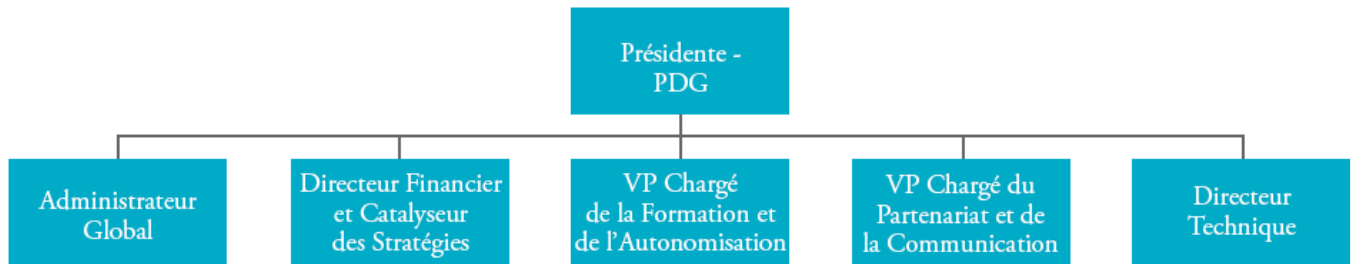 Présidente -
PDG
Administrateur
Global
Directeur Financier
et Catalyseur
des Stratégies
VP Chargé
de la Formation et
de l’Autonomisation
VP Chargé du
Partenariat et de
la Communication
Directeur
Technique